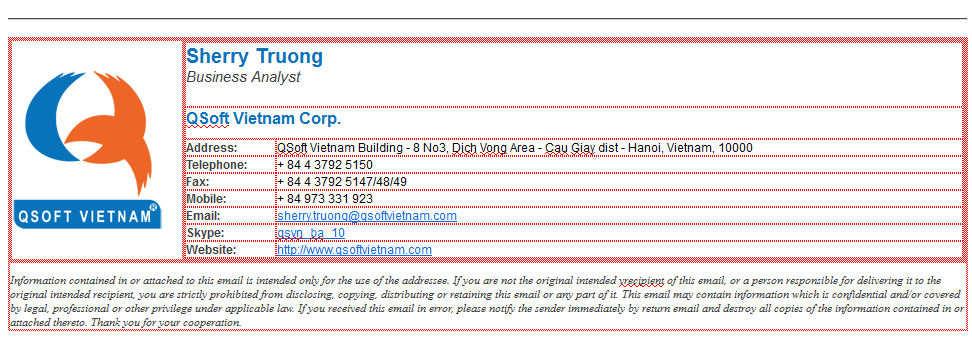 Sherry Truong
Business Analyst
QSoft Vietnam Corp.
QSOFT VIETNAM®
Address: QSoft Vietnam Building - 8 No3, Dich Vong Area - Cau Giay dist - Hanoi, Vietnam, 10000
Telephone: + 84 4 3792 5150
Fax: + 84 4 3792 5147/48/49
Mobile: + 84 973 331 923
Email: sherry.truong@qsoftvietnam.com
Skype: qsvn_ba_10
Website: http://www.qsoftvietnam.com
Information contained in or attached to this email is intended only for the use of the addressee. If you are not the original intended yrecipient of this email, or a person responsible for delivering it to the
original intended recipient, you are strictly prohibited from disclosing, copying, distributing or retaining this email or any part of it. This email may contain information which is confidential and/or covered
by legal, professional or other privilege under applicable law. If you received this email in error, please notify the sender immediately by return email and destroy all copies of the information contained in or
attached thereto. Thank you for your cooperation.